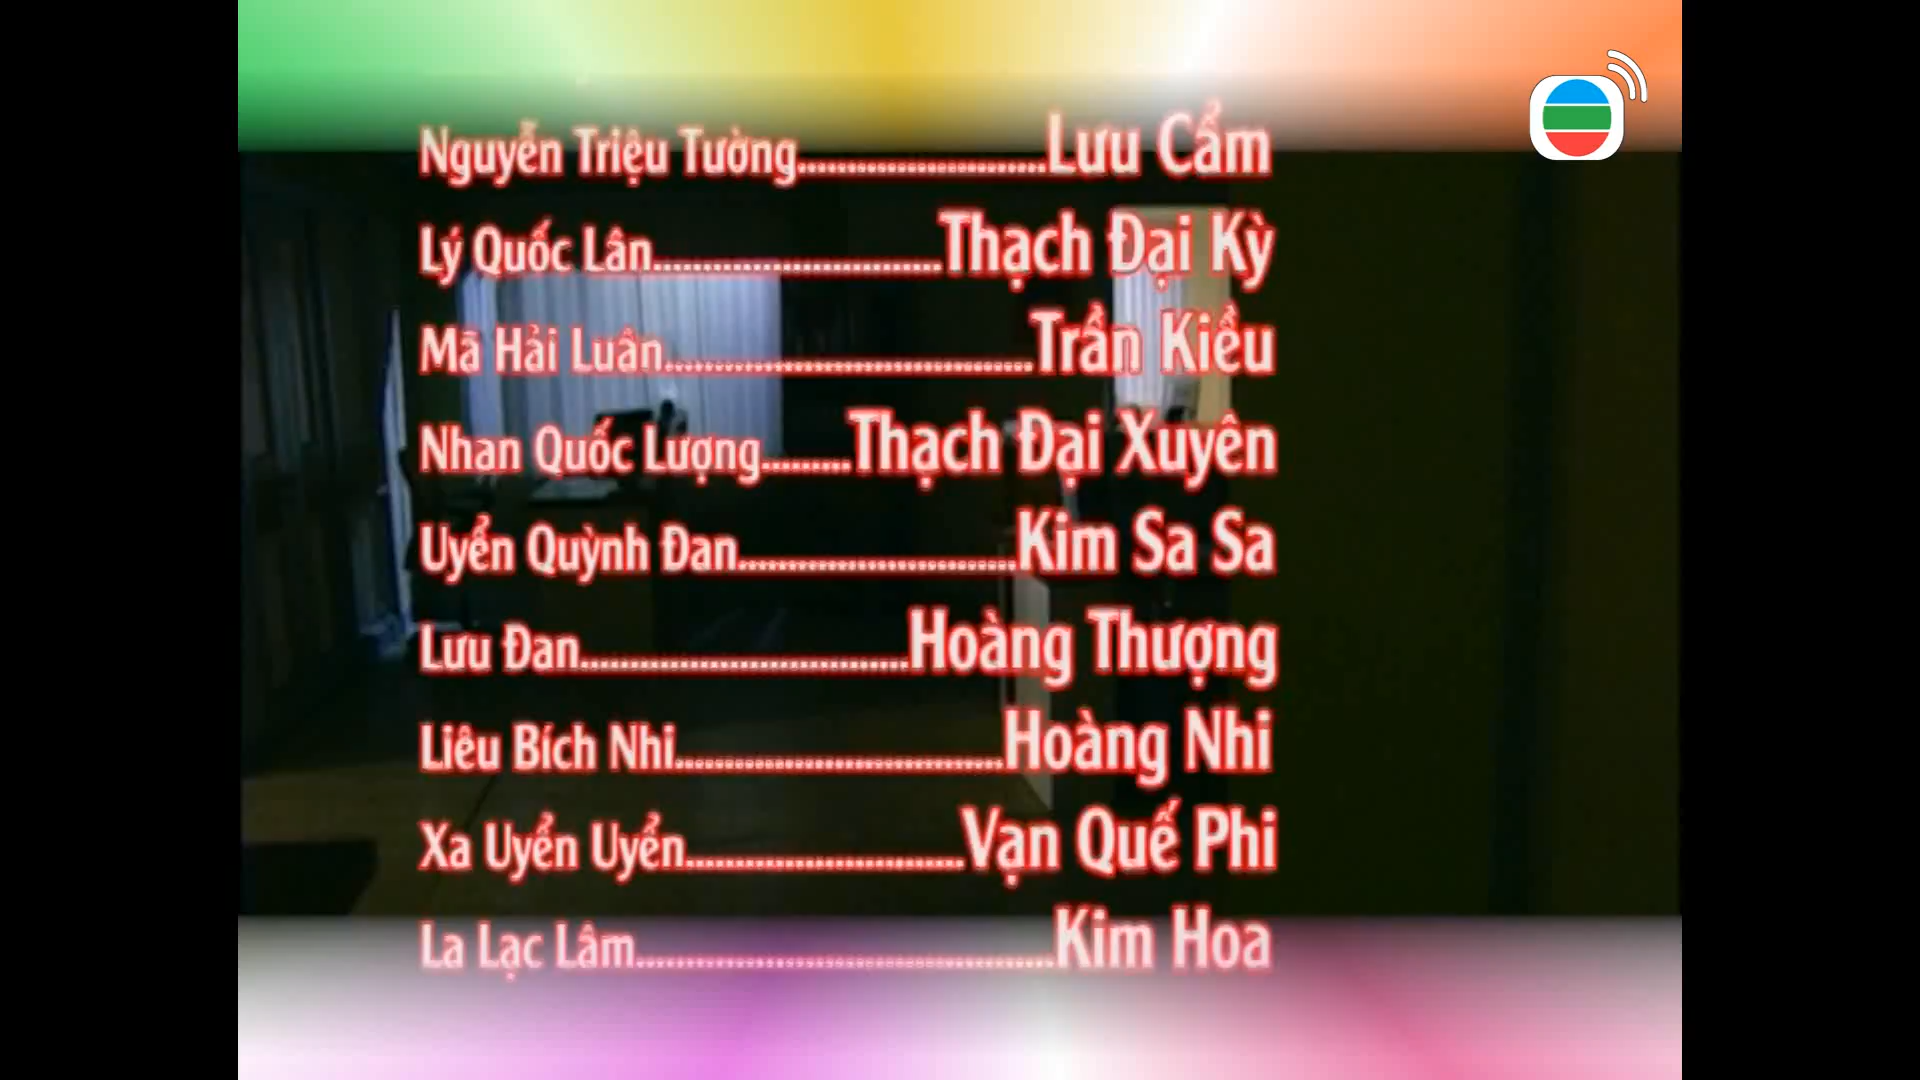 Nguyễn Triệu Tường........................Lưu Cẩm
Lý Quốc Lân............................Thạch Đại Kỳ
Mã Hải Luân....................................Trần Kiều
Nhan Quốc Lượng.........Thạch Đại Xuyên
Uyển Quỳnh Đan...........................Kim Sa Sa
Lưu Đan................................Hoàng Thượng
Liêu Bích Nhi................................Hoàng Nhi
Xa Uyển Uyển...........................Vạn Quế Phi
La Lạc Lâm.........................................Kim Hoa